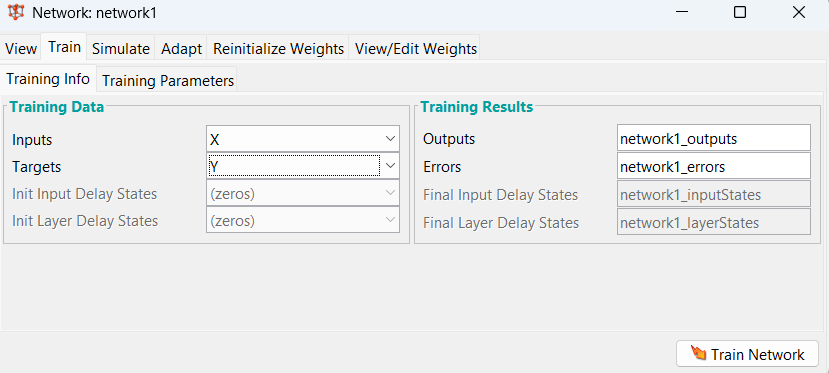 Network: network1
View Train Simulate Adapt Reinitialize Weights View/Edit Weights
Training Info Training Parameters
Training Data
Inputs X
Targets Y
Init Input Delay States (zeros)
Init Layer Delay States (zeros)
Training Results
Outputs network1_outputs
Errors network1_errors
Final Input Delay States network1_inputStates
Final Layer Delay States network1_layerStates
Train Network